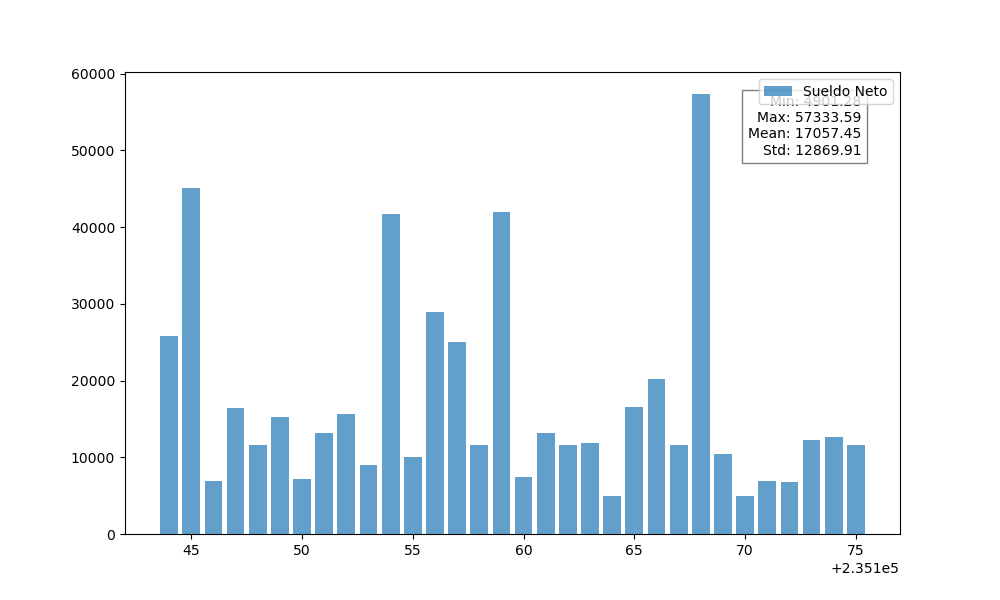 60000
50000
40000
30000
20000
10000
0
Sueldo Neto
Min: 4901.28
Max: 57333.59
Mean: 17057.45
Std: 12869.91
45 50 55 60 65 70 75
+2.351e5